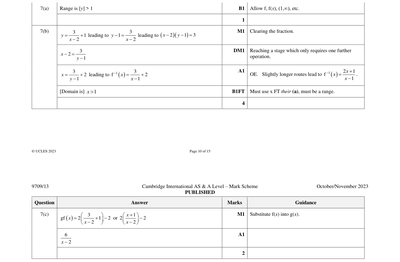 7(a) Range is [y] > 1 B1 Allow f, f(x), (1,∞), etc.
1
7(b) y = 3/(x−2) + 1 leading to y − 1 = 3/(x−2) leading to (x − 2)(y − 1) = 3 M1 Clearing the fraction.
x − 2 = 3/(y−1) DM1 Reaching a stage which only requires one further
operation.
x = 3/(y−1) + 2 leading to f⁻¹(x) = 3/(x−1) + 2 A1 OE. Slightly longer routes lead to f⁻¹(x) = (2x+1)/(x−1).
[Domain is] x > 1 B1FT Must use x FT their (a), must be a range.
4
© UCLES 2023 Page 10 of 15
9709/13 Cambridge International AS & A Level – Mark Scheme October/November 2023
PUBLISHED
Question Answer Marks Guidance
7(c) gf(x) = 2(3/(x−2) + 1) − 2 or 2((x+1)/(x−2)) − 2 M1 Substitute f(x) into g(x).
6/(x−2) A1
2